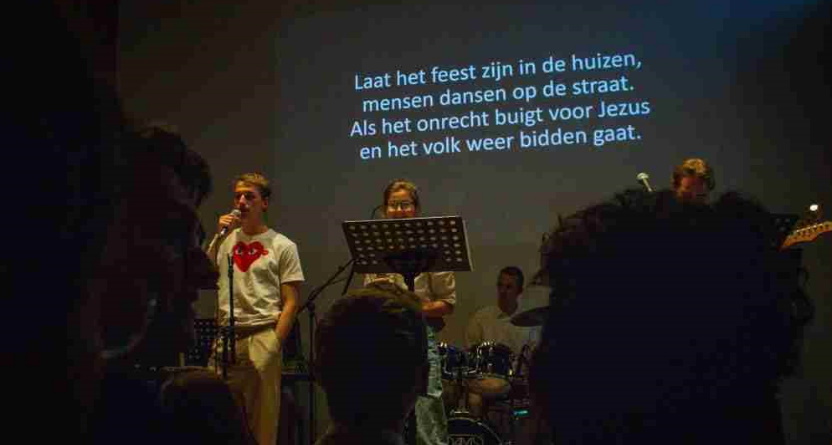 Laat het feest zijn in de huizen,
mensen dansen op de straat.
Als het onrecht buigt voor Jezus
en het volk weer bidden gaat.